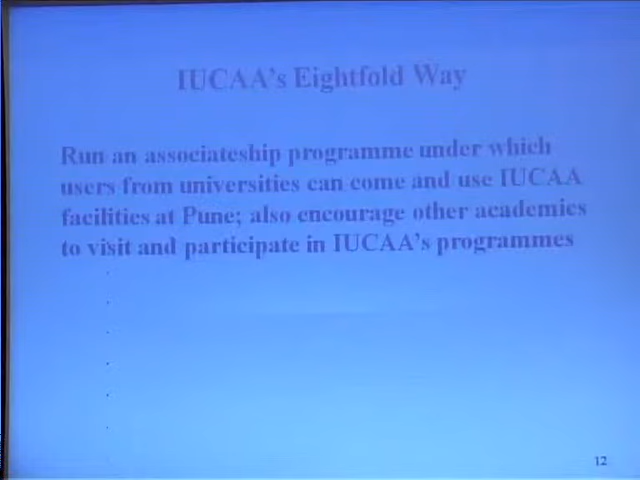 IUCAA's Eightfold Way
Run an associateship programme under which
users from universities can come and use IUCAA
facilities at Pune; also encourage other academics
to visit and participate in IUCAA's programmes
12